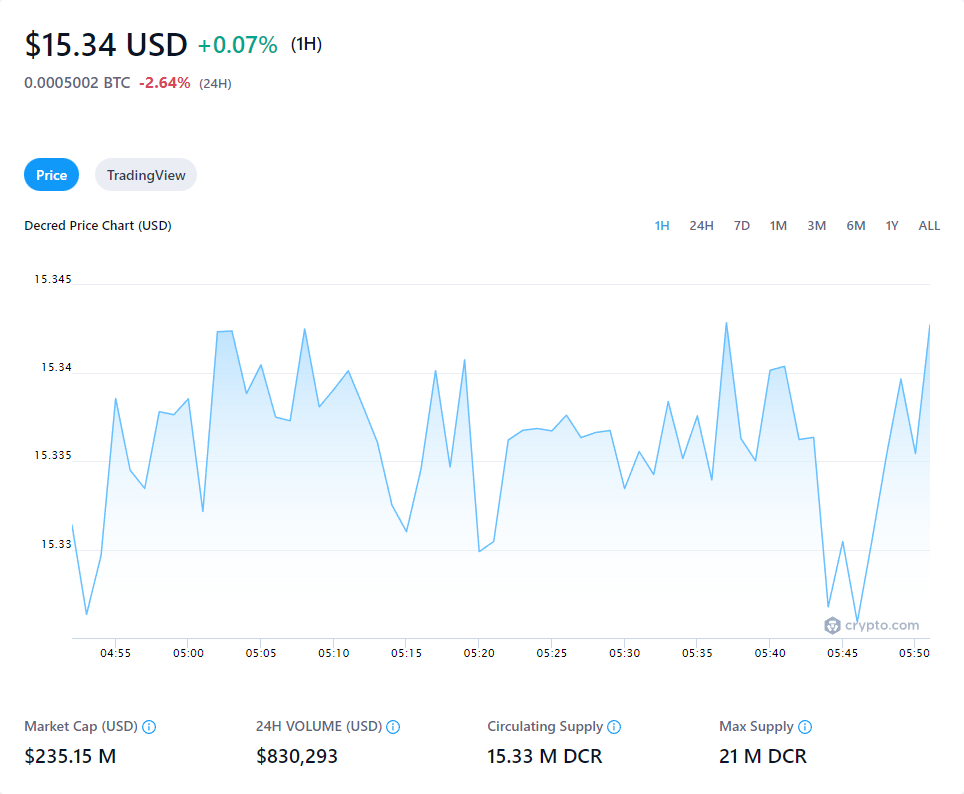 $15.34 USD +0.07% (1H)
0.0005002 BTC -2.64% (24H)
Price TradingView
Decred Price Chart (USD) 1H 24H 7D 1M 3M 6M 1Y ALL
15.345
15.34
15.335
15.33
crypto.com
04:55 05:00 05:05 05:10 05:15 05:20 05:25 05:30 05:35 05:40 05:45 05:50
Market Cap (USD) 24H VOLUME (USD) Circulating Supply Max Supply
$235.15 M $830,293 15.33 M DCR 21 M DCR